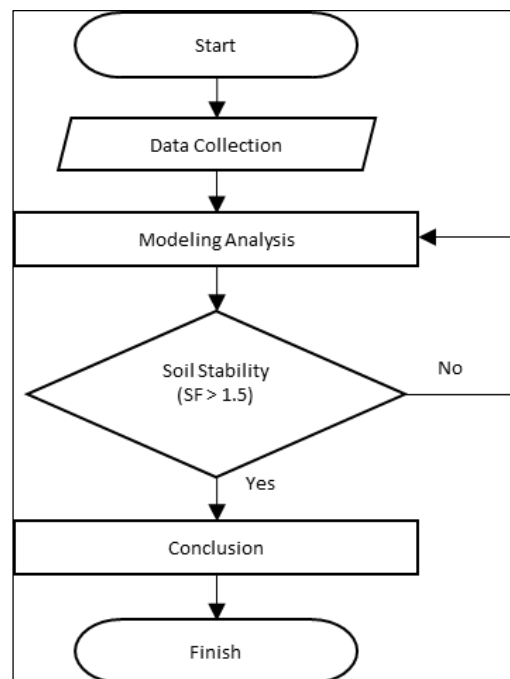 Start
Data Collection
Modeling Analysis
Soil Stability
(SF > 1.5)
No
Yes
Conclusion
Finish